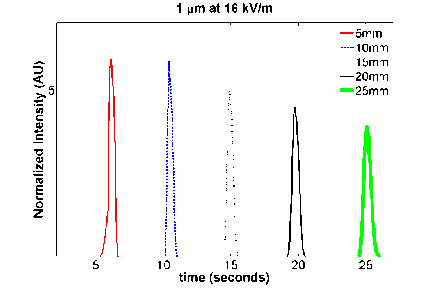 1 µm at 16 kV/m
5mm
10mm
15mm
20mm
25mm
Normalized Intensity (AU)
5
5
10
15
20
25
time (seconds)